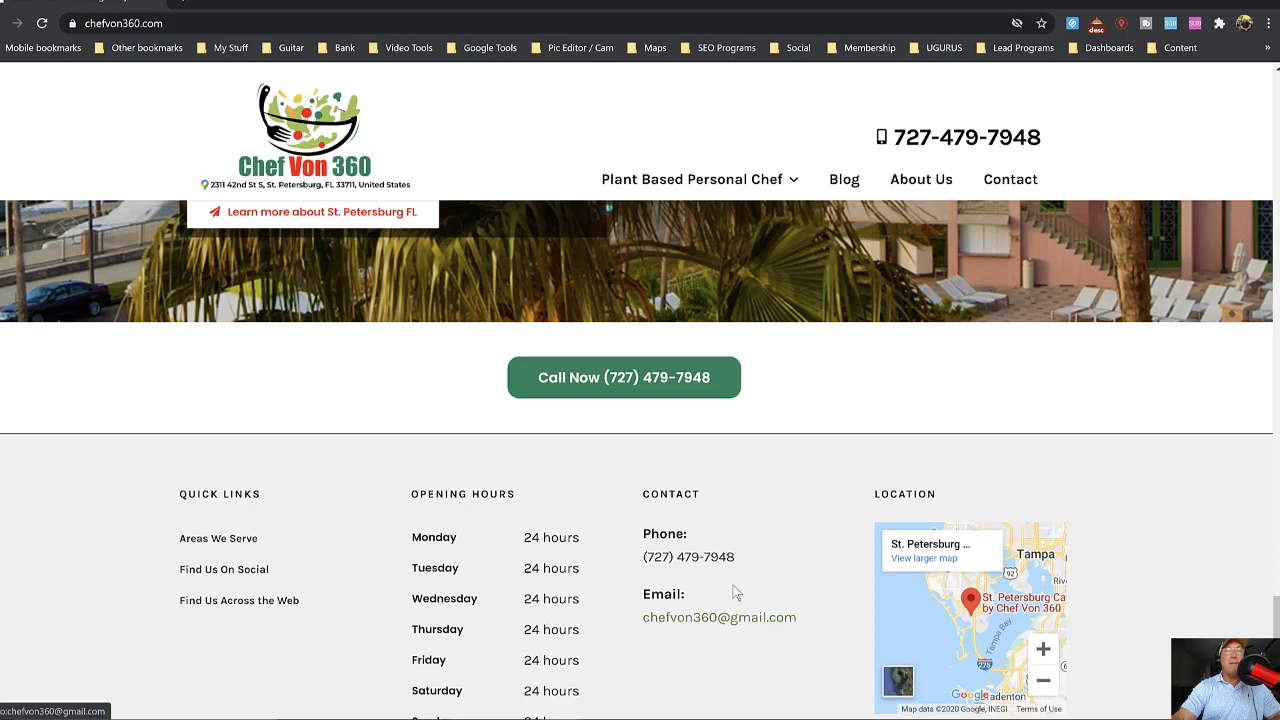 chefvon360.com
Mobile bookmarks
Other bookmarks
My Stuff
Guitar
Bank
Video Tools
Google Tools
Pic Editor / Cam
Maps
SEO Programs
Social
Membership
UGURUS
Lead Programs
Dashboards
Content
»
desc
Chef Von 360
2311 42nd St S, St. Petersburg, FL 33711, United States
727-479-7948
Plant Based Personal Chef
Blog
About Us
Contact
Learn more about St. Petersburg FL
Call Now (727) 479-7948
QUICK LINKS
Areas We Serve
Find Us On Social
Find Us Across the Web
OPENING HOURS
Monday 24 hours
Tuesday 24 hours
Wednesday 24 hours
Thursday 24 hours
Friday 24 hours
Saturday 24 hours
CONTACT
Phone:
(727) 479-7948
Email:
chefvon360@gmail.com
LOCATION
St. Petersburg ...
View larger map
Tampa
92
St. Petersburg Ca
by Chef Von 360
Tampa Bay
275
Google
adenton
Map data ©2020 Google, INEGI
Terms of Use
o:chefvon360@gmail.com